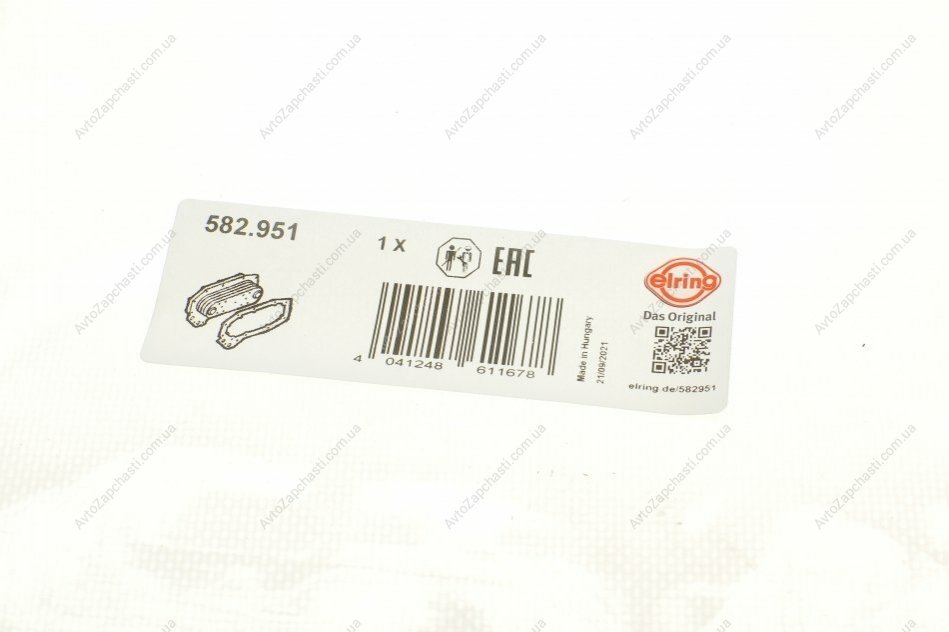 582.951
1 X
EAC
elring
Das Original
4 041248 611678
Made in Hungary
21/09/2021
elring.de/582951
AvtoZapchasti.com.ua